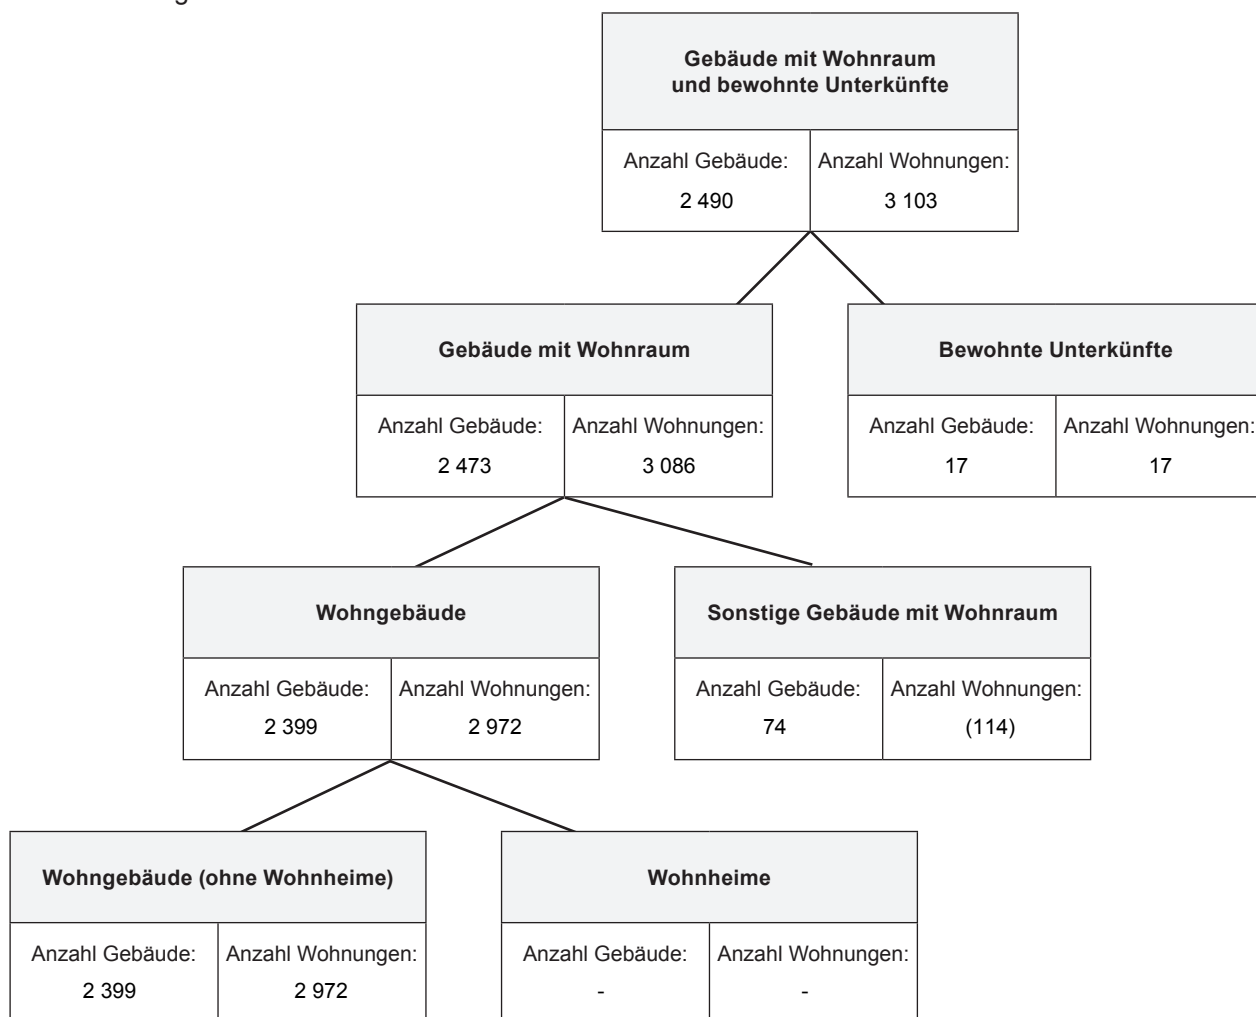 Gebäude mit Wohnraum
und bewohnte Unterkünfte
Anzahl Gebäude: Anzahl Wohnungen:
2 490 3 103
Gebäude mit Wohnraum Bewohnte Unterkünfte
Anzahl Gebäude: Anzahl Wohnungen: Anzahl Gebäude: Anzahl Wohnungen:
2 473 3 086 17 17
Wohngebäude Sonstige Gebäude mit Wohnraum
Anzahl Gebäude: Anzahl Wohnungen: Anzahl Gebäude: Anzahl Wohnungen:
2 399 2 972 74 (114)
Wohngebäude (ohne Wohnheime) Wohnheime
Anzahl Gebäude: Anzahl Wohnungen: Anzahl Gebäude: Anzahl Wohnungen:
2 399 2 972 - -